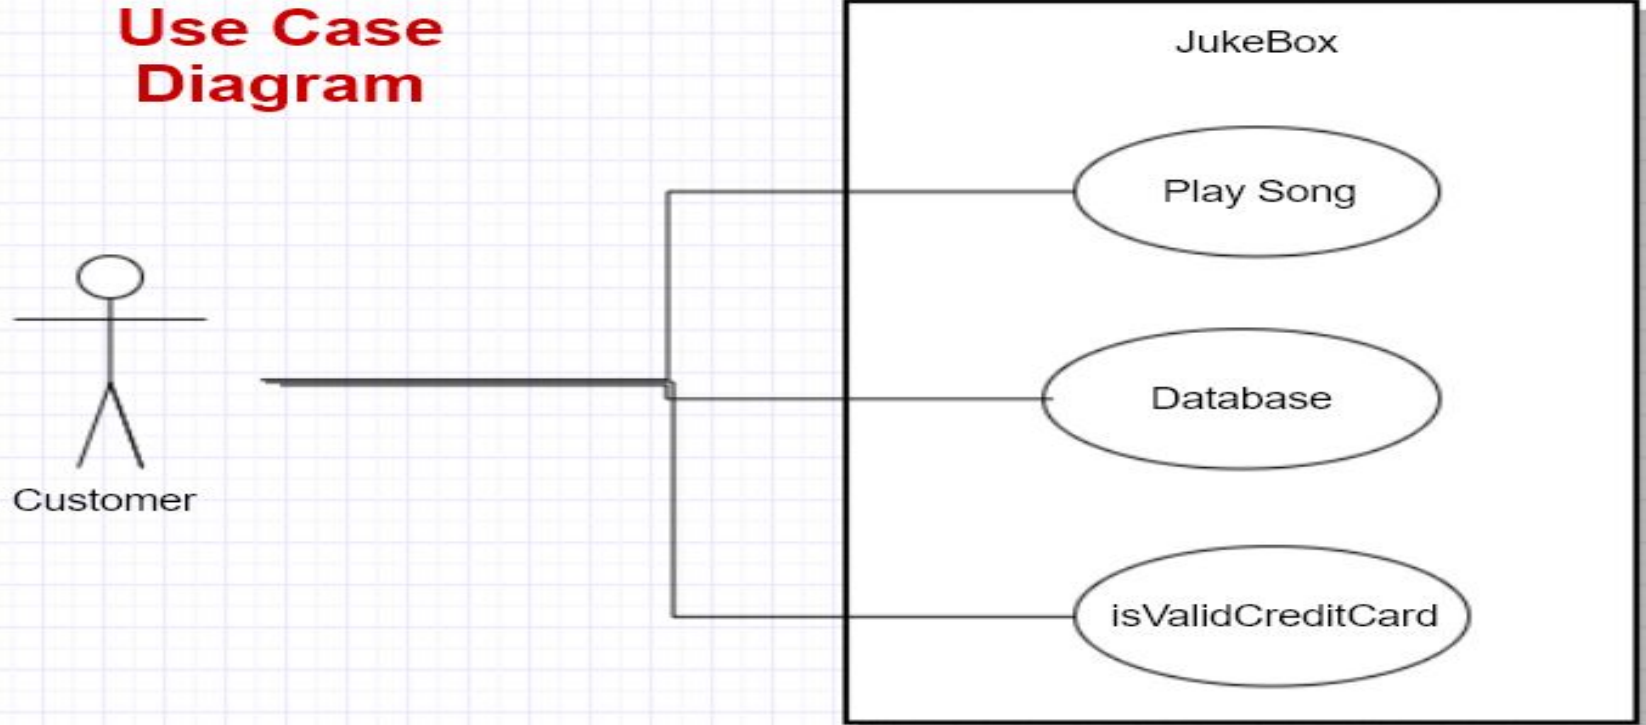 Use Case
Diagram
JukeBox
Play Song
Customer
Database
isValidCreditCard